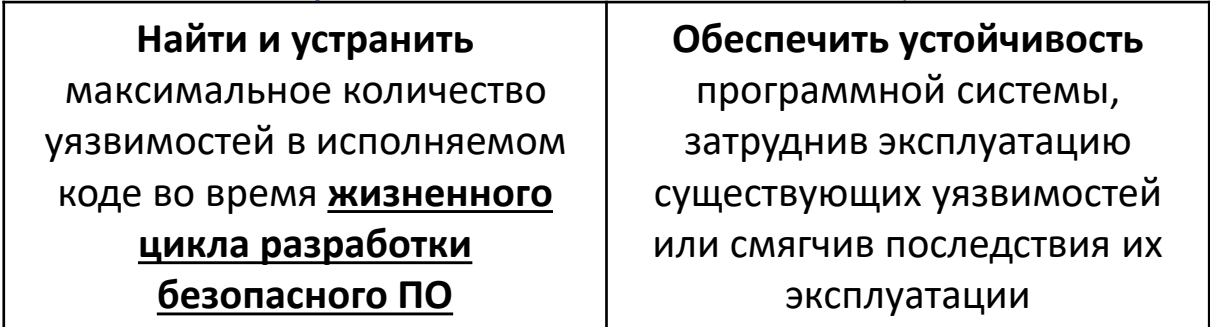 Найти и устранить
максимальное количество
уязвимостей в исполняемом
коде во время жизненного
цикла разработки
безопасного ПО
Обеспечить устойчивость
программной системы,
затруднив эксплуатацию
существующих уязвимостей
или смягчив последствия их
эксплуатации